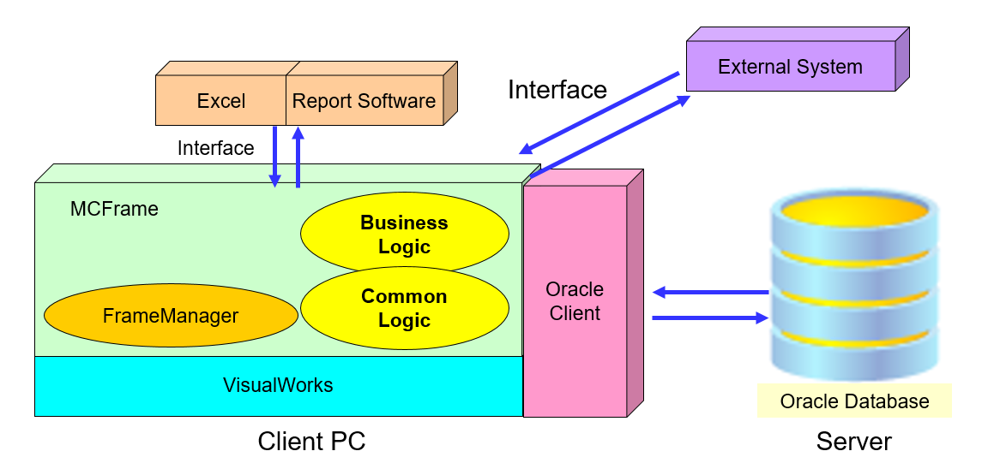 External System
Interface
Excel
Report Software
Interface
MCFrame
Business
Logic
Common
Logic
FrameManager
Oracle
Client
VisualWorks
Oracle Database
Client PC
Server